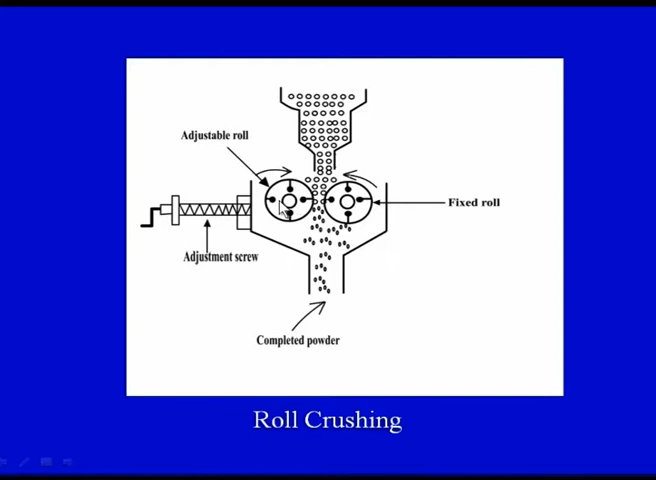 Adjustable roll
Fixed roll
Adjustment screw
Completed powder
Roll Crushing